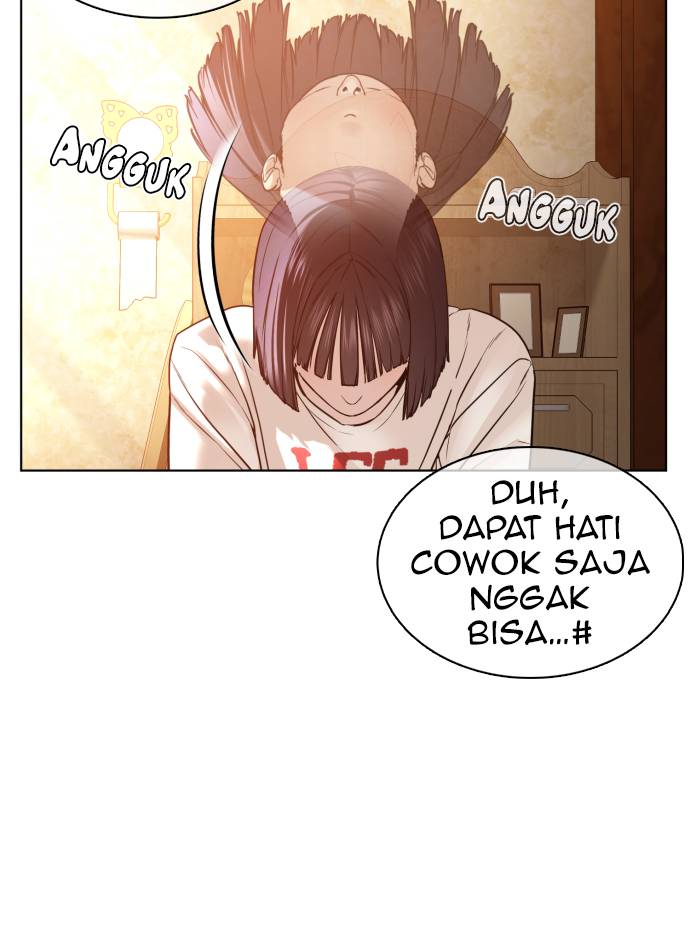 ANGGUK
ANGGUK
DUH,
DAPAT HATI
COWOK SAJA
NGGAK
BISA...#